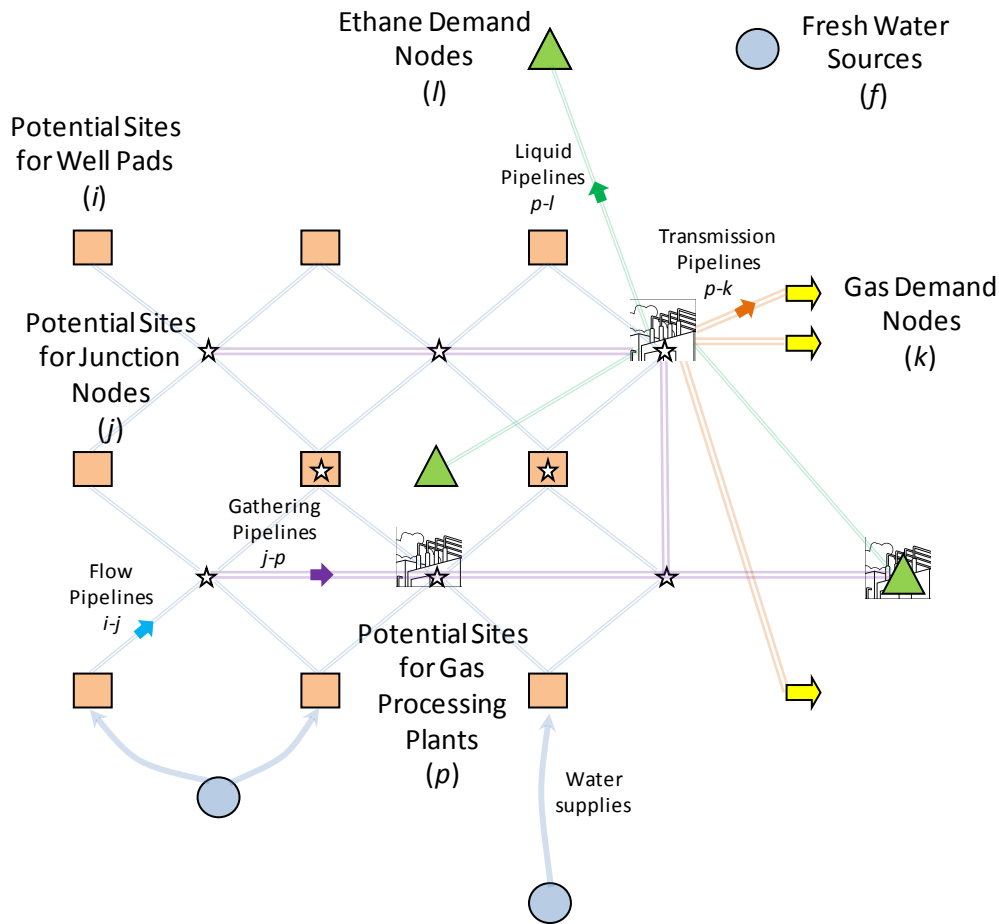 Ethane Demand
Nodes
(l)
Fresh Water
Sources
(f)
Potential Sites
for Well Pads
(i)
Liquid
Pipelines
p-l
Transmission
Pipelines
p-k
Gas Demand
Nodes
(k)
Potential Sites
for Junction
Nodes
(j)
Gathering
Pipelines
j-p
Flow
Pipelines
i-j
Potential Sites
for Gas
Processing
Plants
(p)
Water
supplies